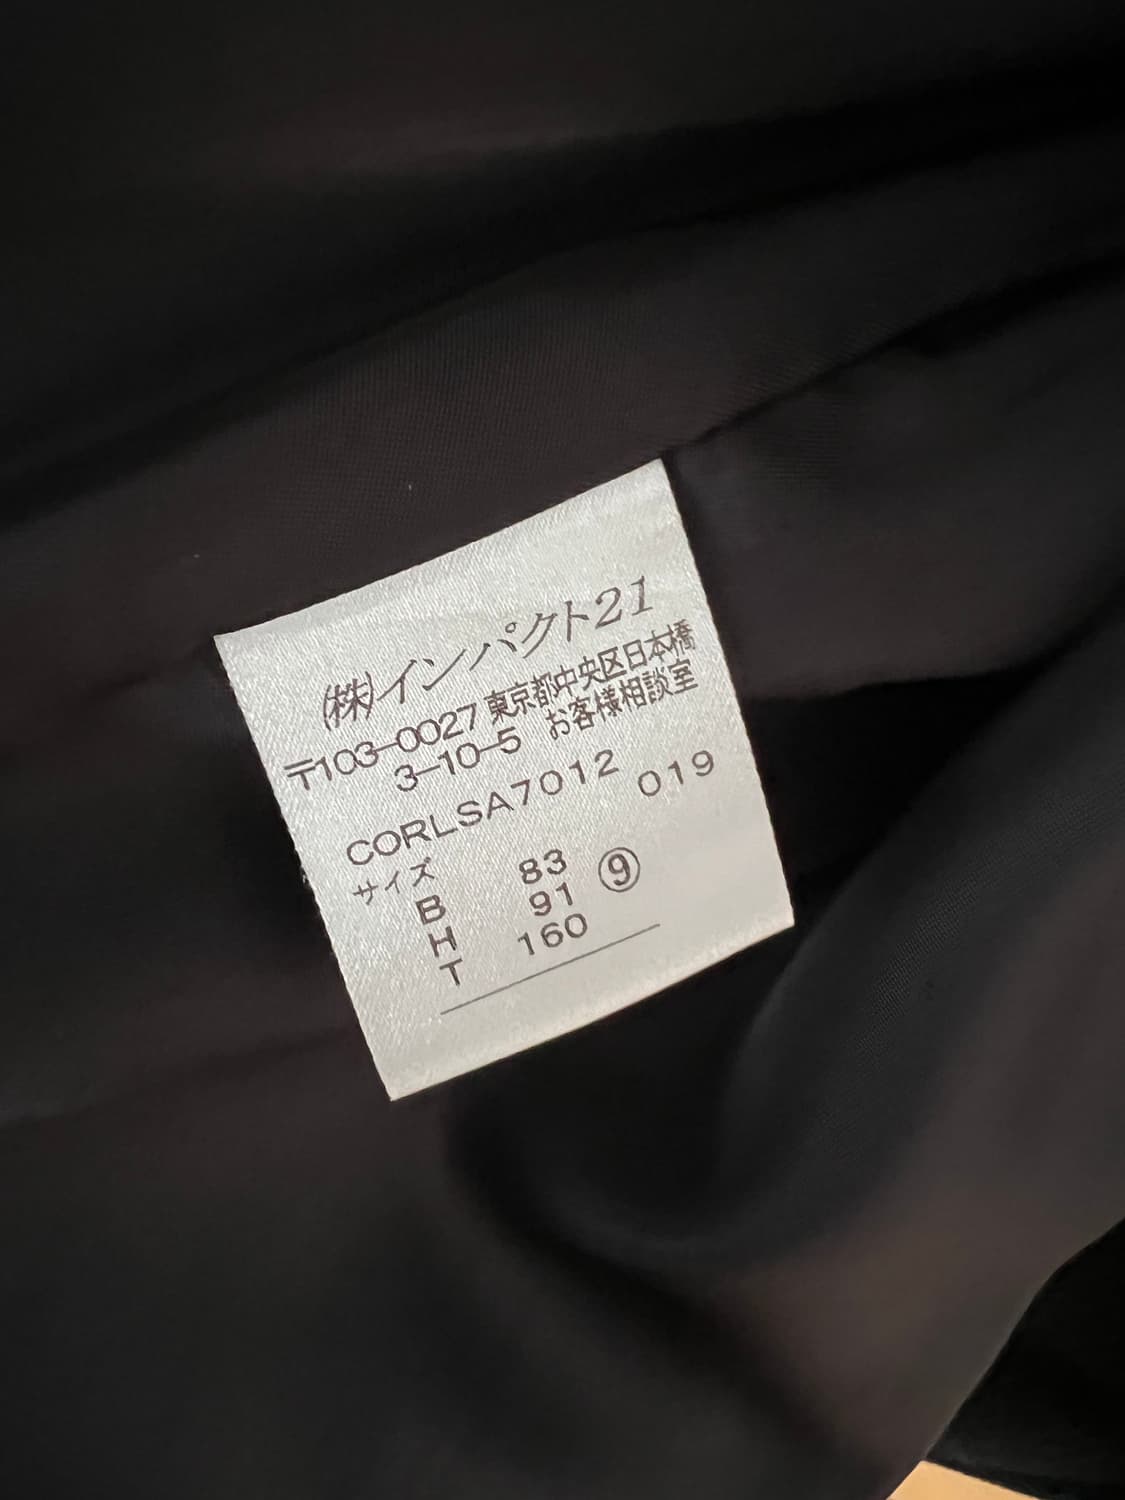 (株)インパクト21
〒103-0027 東京都中央区日本橋
3-10-5 お客様相談室
CORLSA7012 019
サイズ
B 83 ⑨
H 91
T 160